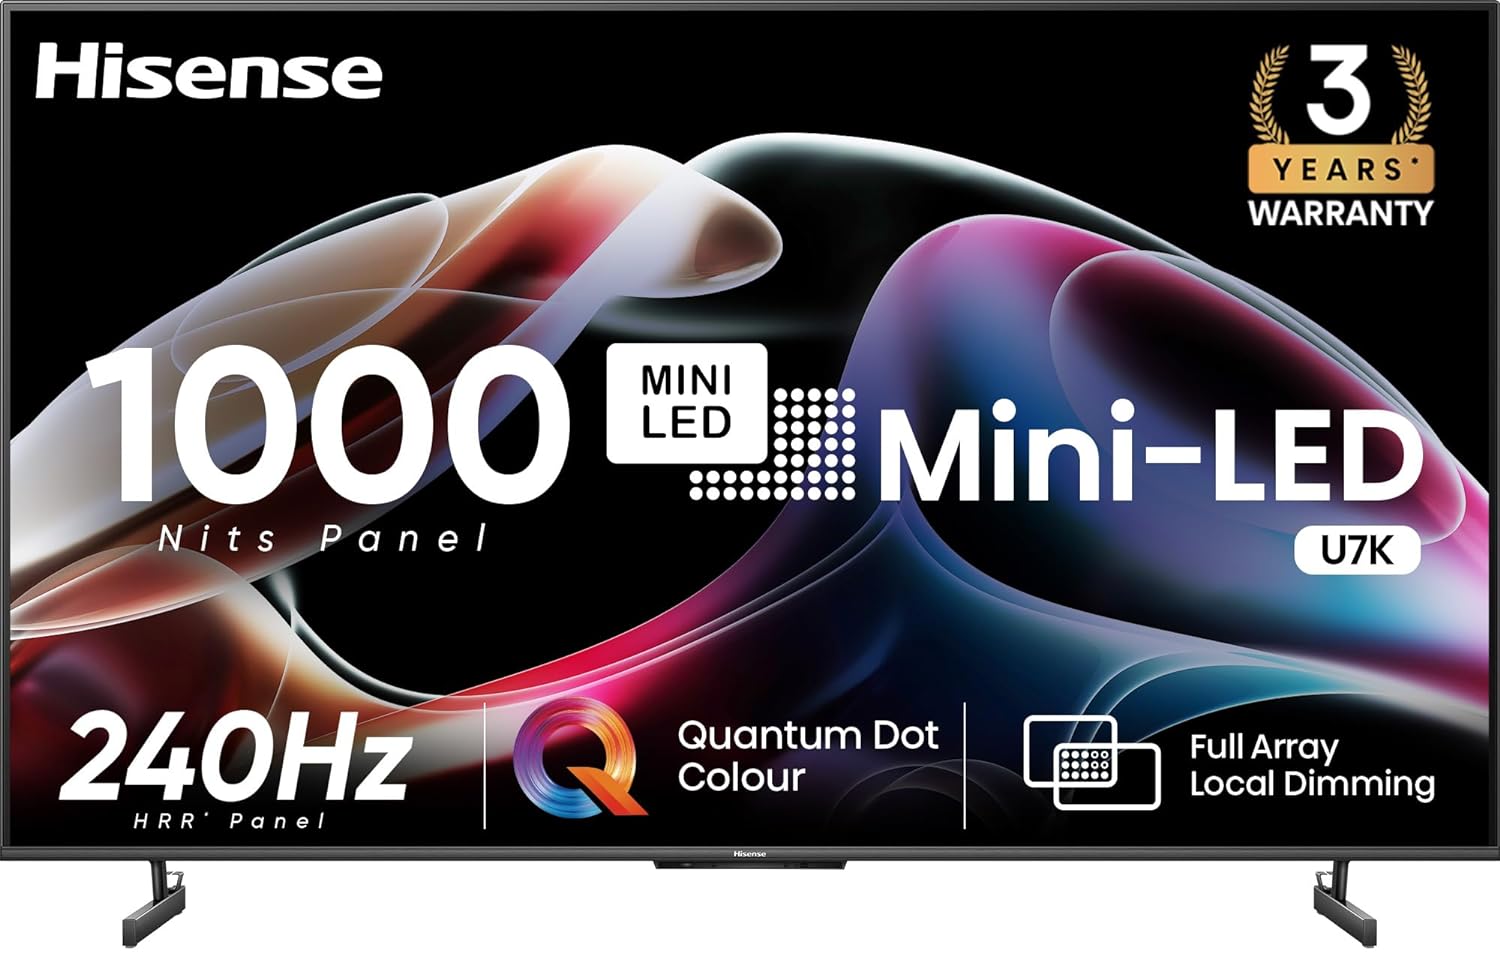 Hisense
3
YEARS*
WARRANTY
1000
Nits Panel
MINI
LED
Mini-LED
U7K
240Hz
HRR* Panel
Quantum Dot
Colour
Full Array
Local Dimming
Hisense